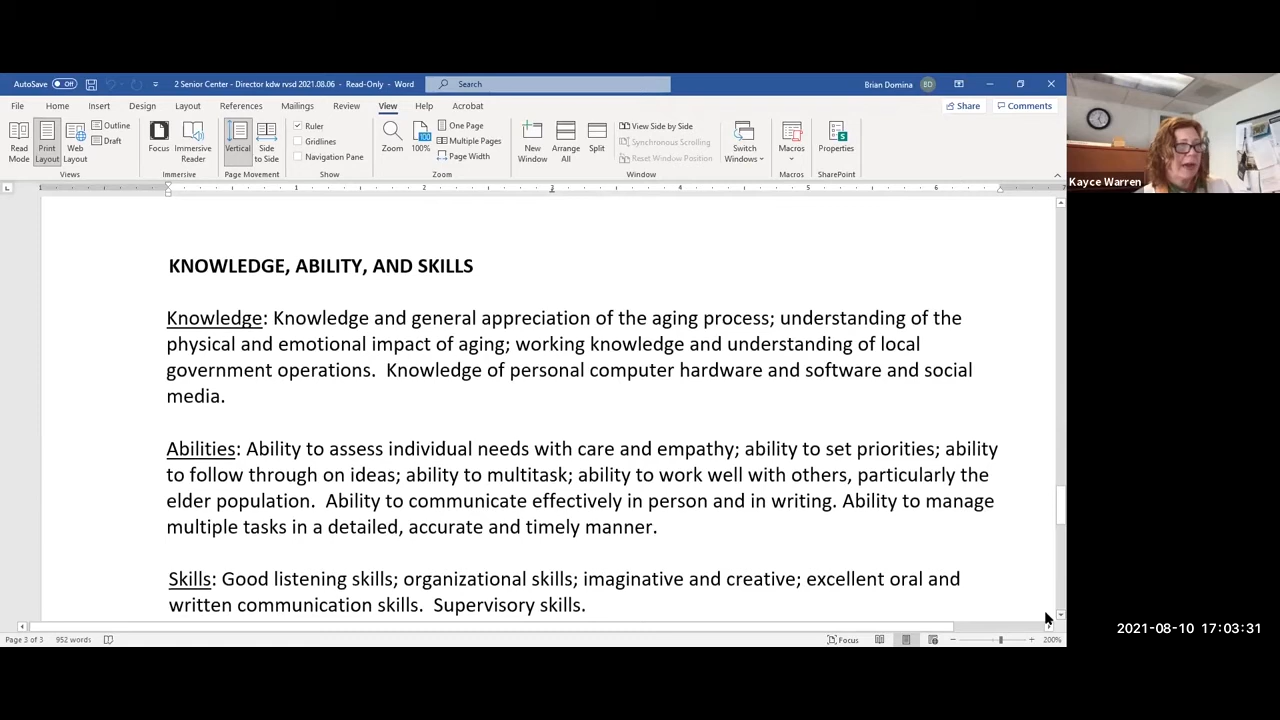 AutoSave Off 2 Senior Center - Director kdw rvsd 2021.08.06 - Read-Only - Word Search Brian Domina BD
File Home Insert Design Layout References Mailings Review View Help Acrobat Share Comments
Read Mode
Print Layout
Web Layout
Outline
Draft
Views
Focus
Immersive Reader
Immersive
Vertical
Side to Side
Page Movement
Ruler
Gridlines
Navigation Pane
Show
Zoom
100%
One Page
Multiple Pages
Page Width
Zoom
New Window
Arrange All
Split
View Side by Side
Synchronous Scrolling
Reset Window Position
Window
Switch Windows
Macros
Macros
Properties
SharePoint
Kayce Warren
1 2 3 4 5 6
KNOWLEDGE, ABILITY, AND SKILLS
Knowledge: Knowledge and general appreciation of the aging process; understanding of the
physical and emotional impact of aging; working knowledge and understanding of local
government operations. Knowledge of personal computer hardware and software and social
media.
Abilities: Ability to assess individual needs with care and empathy; ability to set priorities; ability
to follow through on ideas; ability to multitask; ability to work well with others, particularly the
elder population. Ability to communicate effectively in person and in writing. Ability to manage
multiple tasks in a detailed, accurate and timely manner.
Skills: Good listening skills; organizational skills; imaginative and creative; excellent oral and
written communication skills. Supervisory skills.
Page 3 of 3 952 words Focus 200%
2021-08-10 17:03:31